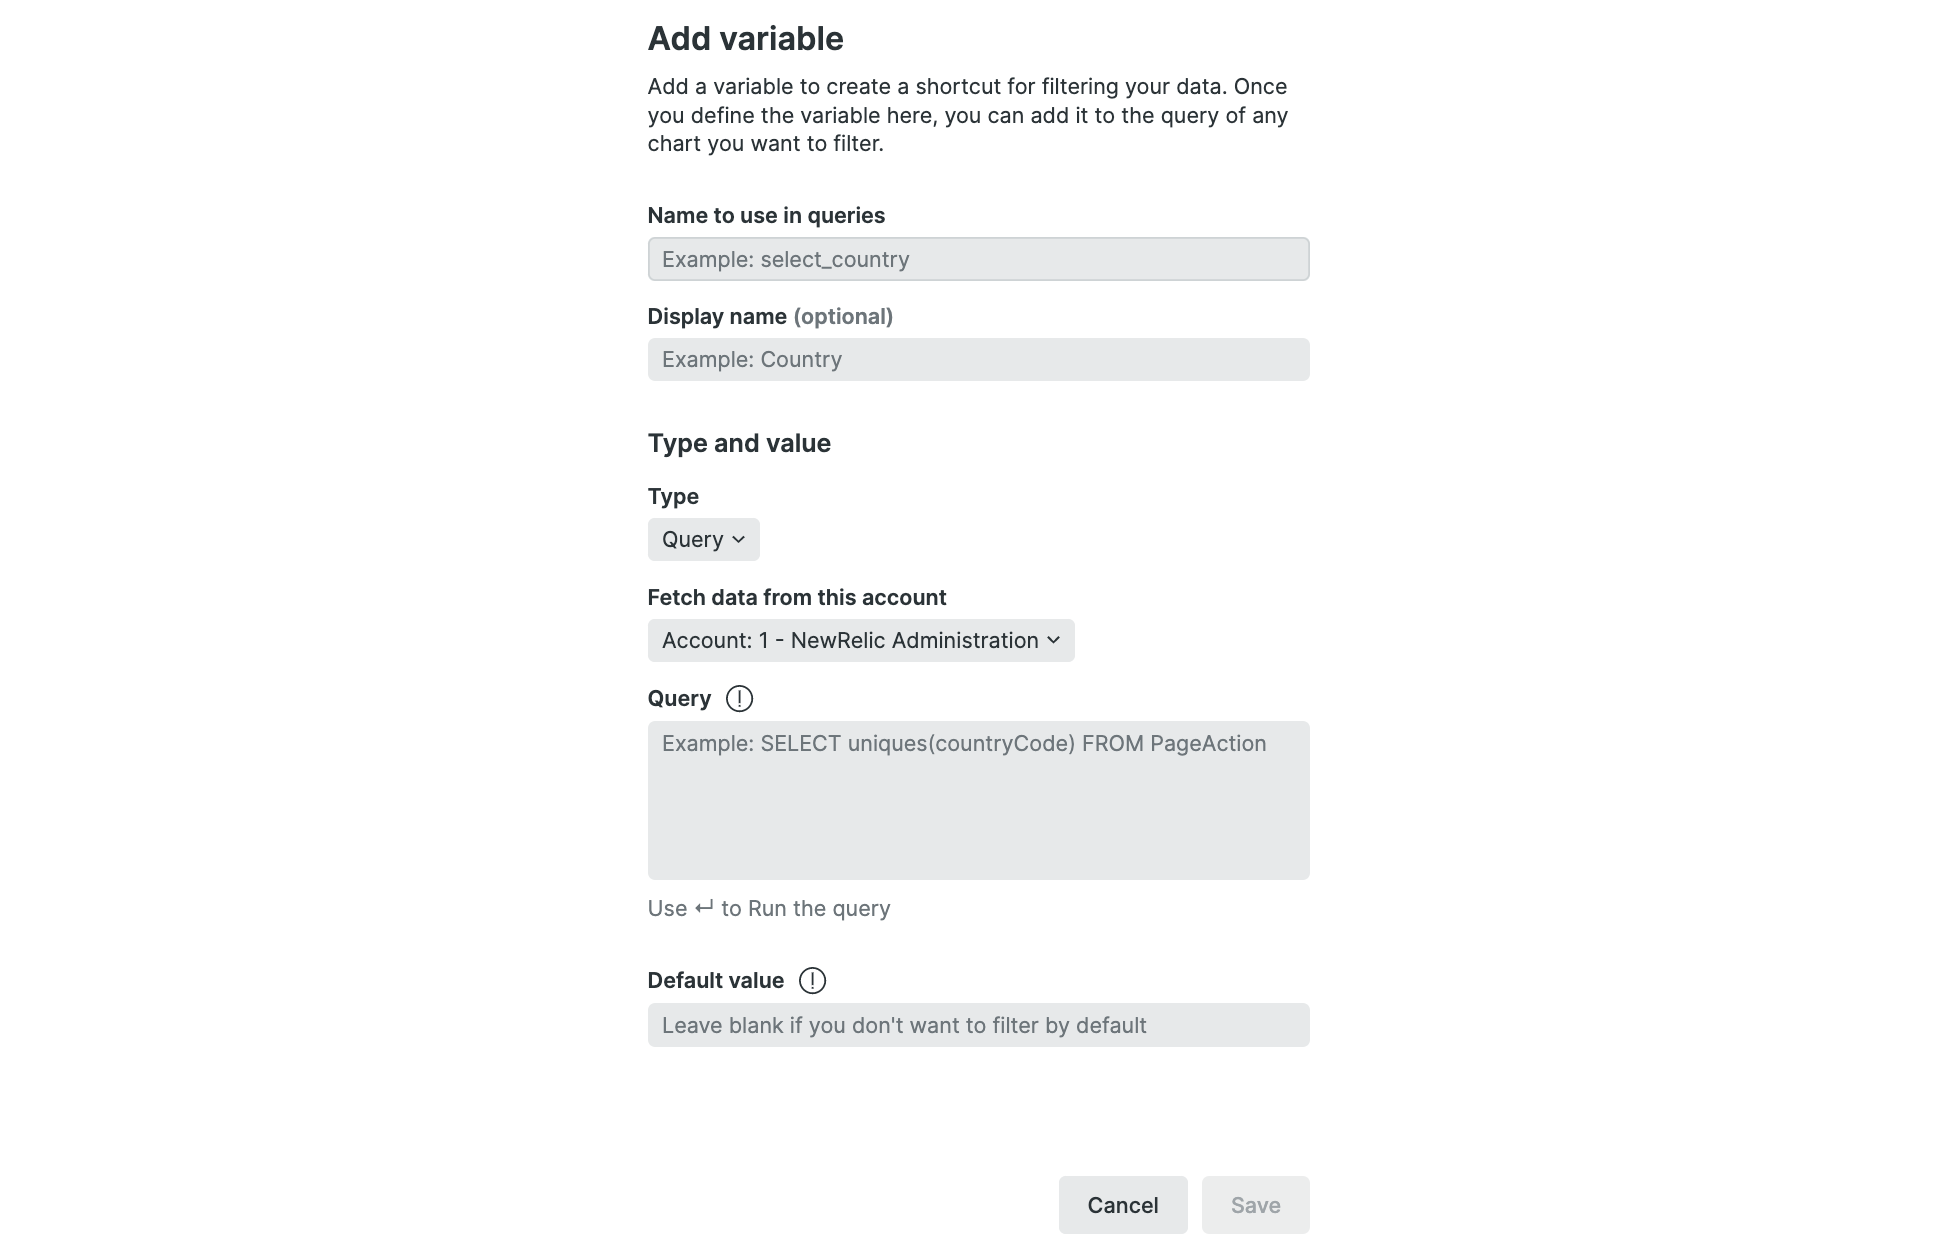 Add variable
Add a variable to create a shortcut for filtering your data. Once
you define the variable here, you can add it to the query of any
chart you want to filter.
Name to use in queries
Example: select_country
Display name (optional)
Example: Country
Type and value
Type
Query
Fetch data from this account
Account: 1 - NewRelic Administration
Query
Example: SELECT uniques(countryCode) FROM PageAction
Use ↵ to Run the query
Default value
Leave blank if you don't want to filter by default
Cancel
Save